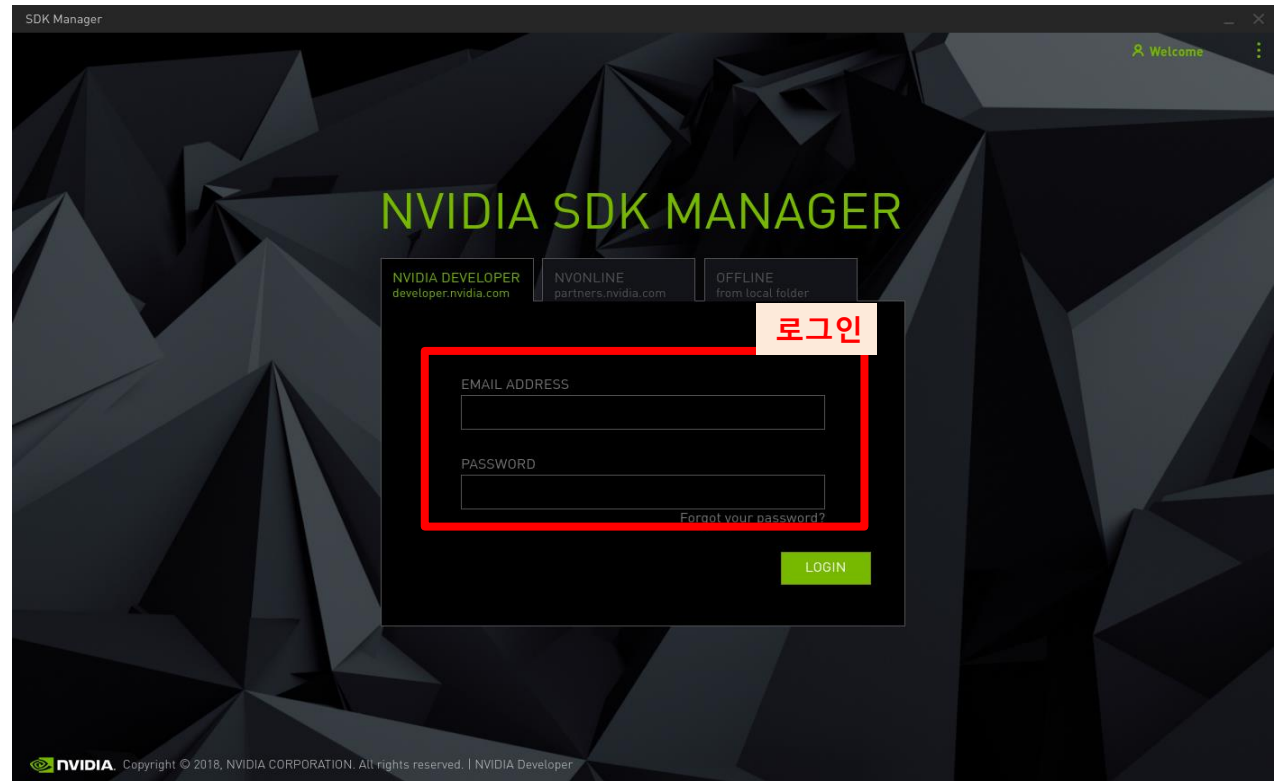 SDK Manager
Welcome
NVIDIA SDK MANAGER
NVIDIA DEVELOPER
developer.nvidia.com
NVONLINE
partners.nvidia.com
OFFLINE
from local folder
로그인
EMAIL ADDRESS
PASSWORD
Forgot your password?
LOGIN
NVIDIA. Copyright © 2018, NVIDIA CORPORATION. All rights reserved. | NVIDIA Developer